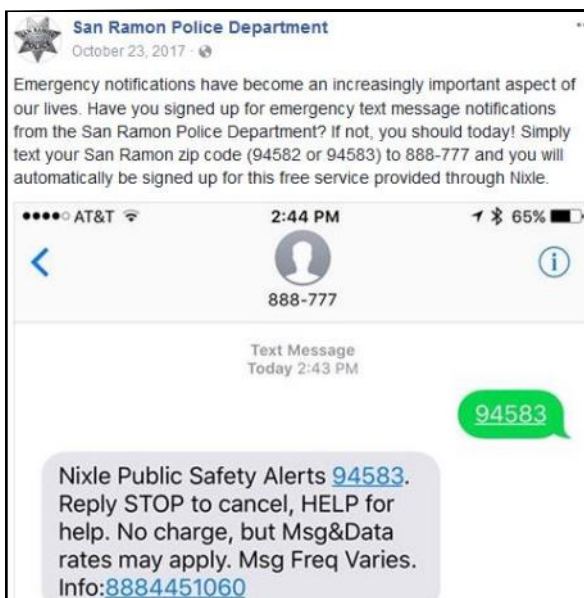 San Ramon Police Department
October 23, 2017 ·
Emergency notifications have become an increasingly important aspect of
our lives. Have you signed up for emergency text message notifications
from the San Ramon Police Department? If not, you should today! Simply
text your San Ramon zip code (94582 or 94583) to 888-777 and you will
automatically be signed up for this free service provided through Nixle.
AT&T 2:44 PM 65%
888-777
Text Message
Today 2:43 PM
94583
Nixle Public Safety Alerts 94583.
Reply STOP to cancel, HELP for
help. No charge, but Msg&Data
rates may apply. Msg Freq Varies.
Info:8884451060